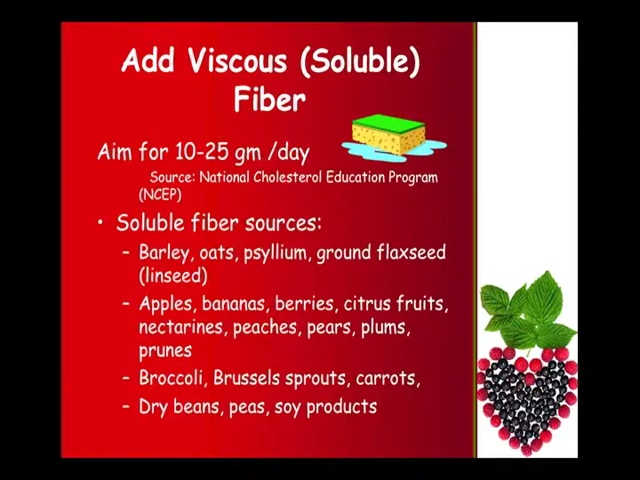 Add Viscous (Soluble)
Fiber
Aim for 10-25 gm /day
Source: National Cholesterol Education Program
(NCEP)
• Soluble fiber sources:
– Barley, oats, psyllium, ground flaxseed
(linseed)
– Apples, bananas, berries, citrus fruits,
nectarines, peaches, pears, plums,
prunes
– Broccoli, Brussels sprouts, carrots,
– Dry beans, peas, soy products